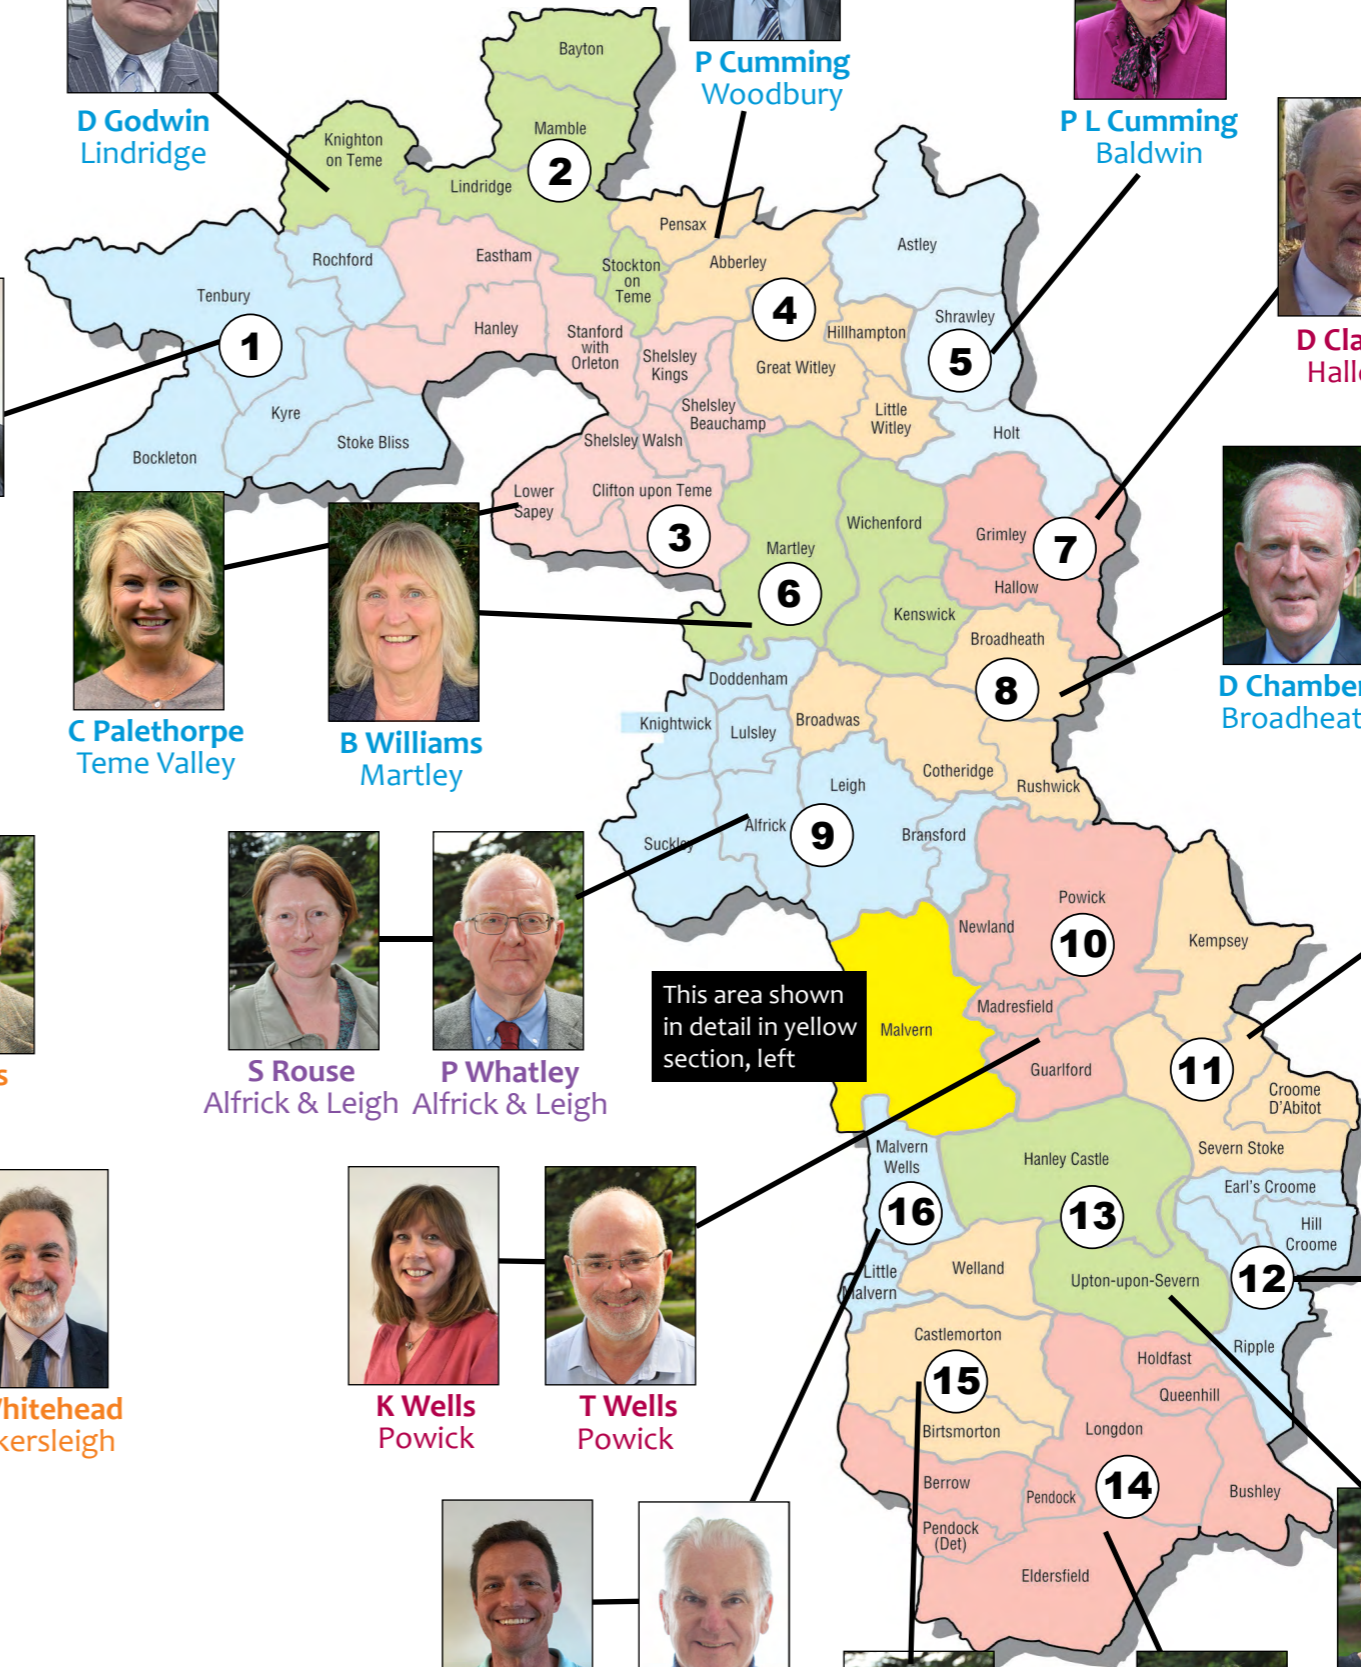 D Godwin
Lindridge
P Cumming
Woodbury
P L Cumming
Baldwin
Bayton
Mamble
2
Knighton
on Teme
Lindridge
Pensax
Abberley
Stockton
on
Teme
4
Hillhampton
Great Witley
Little
Witley
Astley
Shrawley
5
Holt
Rochford
Tenbury
1
Kyre
Stoke Bliss
Bockleton
Eastham
Hanley
Stanford
with
Orleton
Shelsley
Kings
Shelsley
Beauchamp
Shelsley Walsh
Lower
Sapey
Clifton upon Teme
3
D Cla
Hall
Martley
6
Wichenford
Kenswick
Grimley
7
Hallow
Broadheath
8
D Chamber
Broadheat
C Palethorpe
Teme Valley
B Williams
Martley
Doddenham
Knightwick
Lulsley
Broadwas
Cotheridge
Rushwick
Leigh
Alfrick
9
Bransford
Suckley
S Rouse
Alfrick & Leigh
P Whatley
Alfrick & Leigh
s
This area shown
in detail in yellow
section, left
Malvern
Newland
Powick
10
Madresfield
Guarlford
Kempsey
11
Croome
D'Abitot
Severn Stoke
Malvern
Wells
16
Little
Malvern
Hanley Castle
13
Upton-upon-Severn
Earl's Croome
Hill
Croome
12
Ripple
Welland
Castlemorton
15
Birtsmorton
Holdfast
Queenhill
Longdon
14
Berrow
Pendock
Bushley
Pendock
(Det)
Eldersfield
hitehead
kersleigh
K Wells
Powick
T Wells
Powick